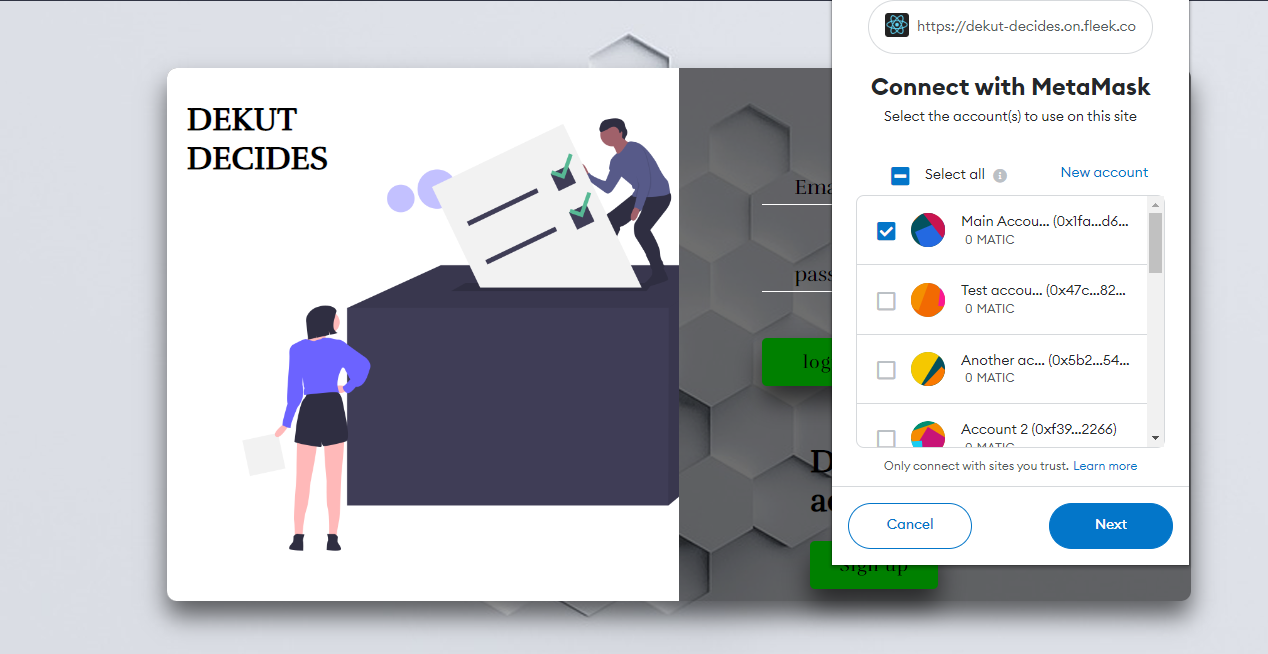 DEKUT
DECIDES
https://dekut-decides.on.fleek.co
Connect with MetaMask
Select the account(s) to use on this site
Select all
New account
Main Accou... (0x1fa...d6...
0 MATIC
Test accou... (0x47c...82...
0 MATIC
Another ac... (0x5b2...54...
0 MATIC
Account 2 (0xf39...2266)
0 MATIC
Only connect with sites you trust. Learn more
Cancel
Next
Ema
pass
log
D
ac
Sign up